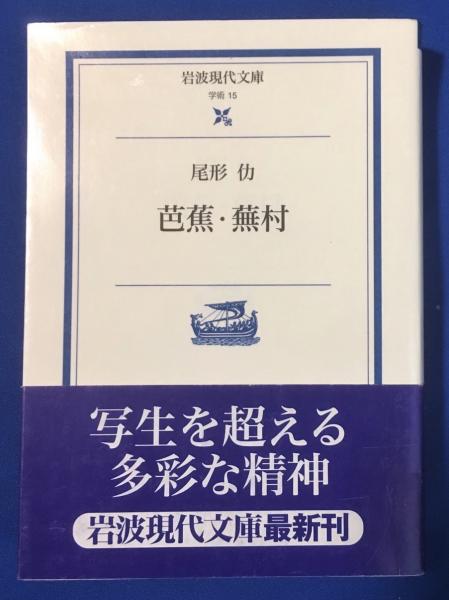 岩波現代文庫
学術 15
尾形 仂
芭蕉・蕪村
写生を超える
多彩な精神
岩波現代文庫最新刊